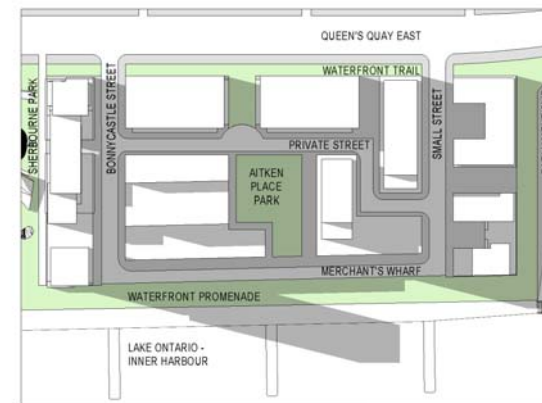 QUEEN'S QUAY EAST
WATERFRONT TRAIL
SHERBOURNE PARK
BONNYCASTLE STREET
SMALL STREET
PRIVATE STREET
AITKEN
PLACE
PARK
MERCHANT'S WHARF
WATERFRONT PROMENADE
LAKE ONTARIO -
INNER HARBOUR